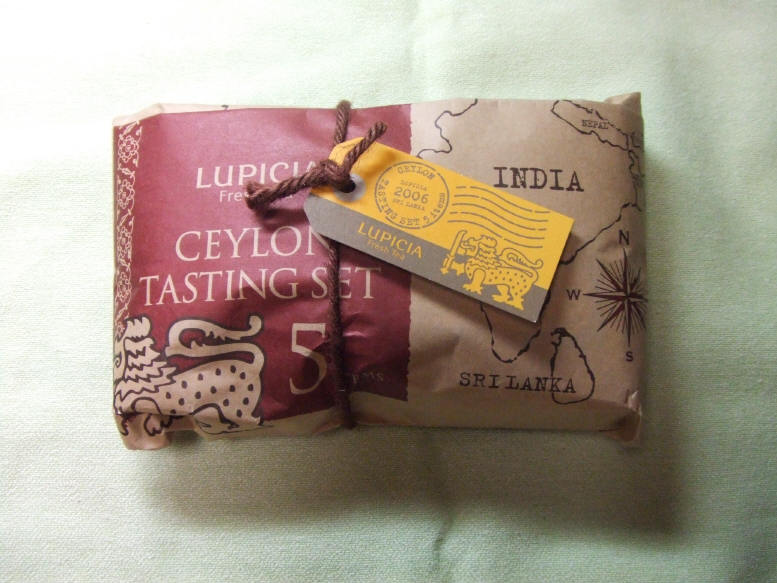 LUPICIA
Fresh Tea
CEYLON
TASTING SET
5
CEYLON
LUPICIA
2006
SRI LANKA
TASTING SET 5 items
LUPICIA
Fresh Tea
NEPAL
INDIA
N
W
S
SRI LANKA